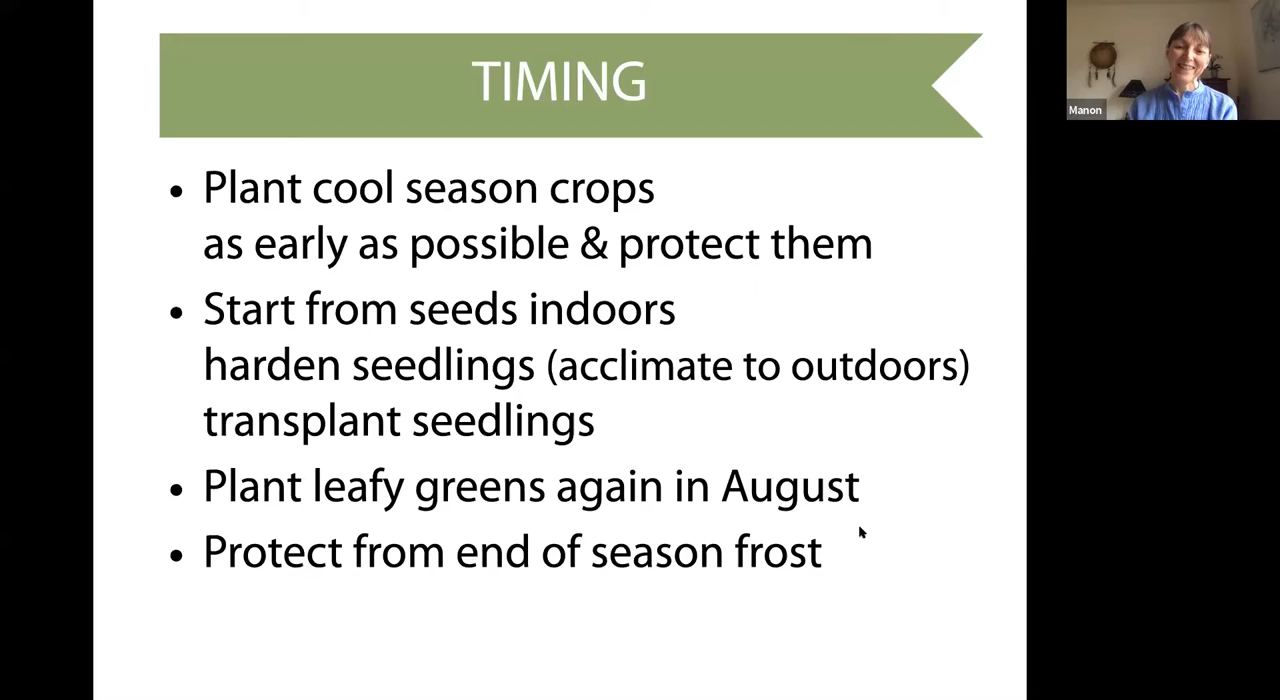 TIMING
Manon
• Plant cool season crops
as early as possible & protect them
• Start from seeds indoors
harden seedlings (acclimate to outdoors)
transplant seedlings
• Plant leafy greens again in August
• Protect from end of season frost